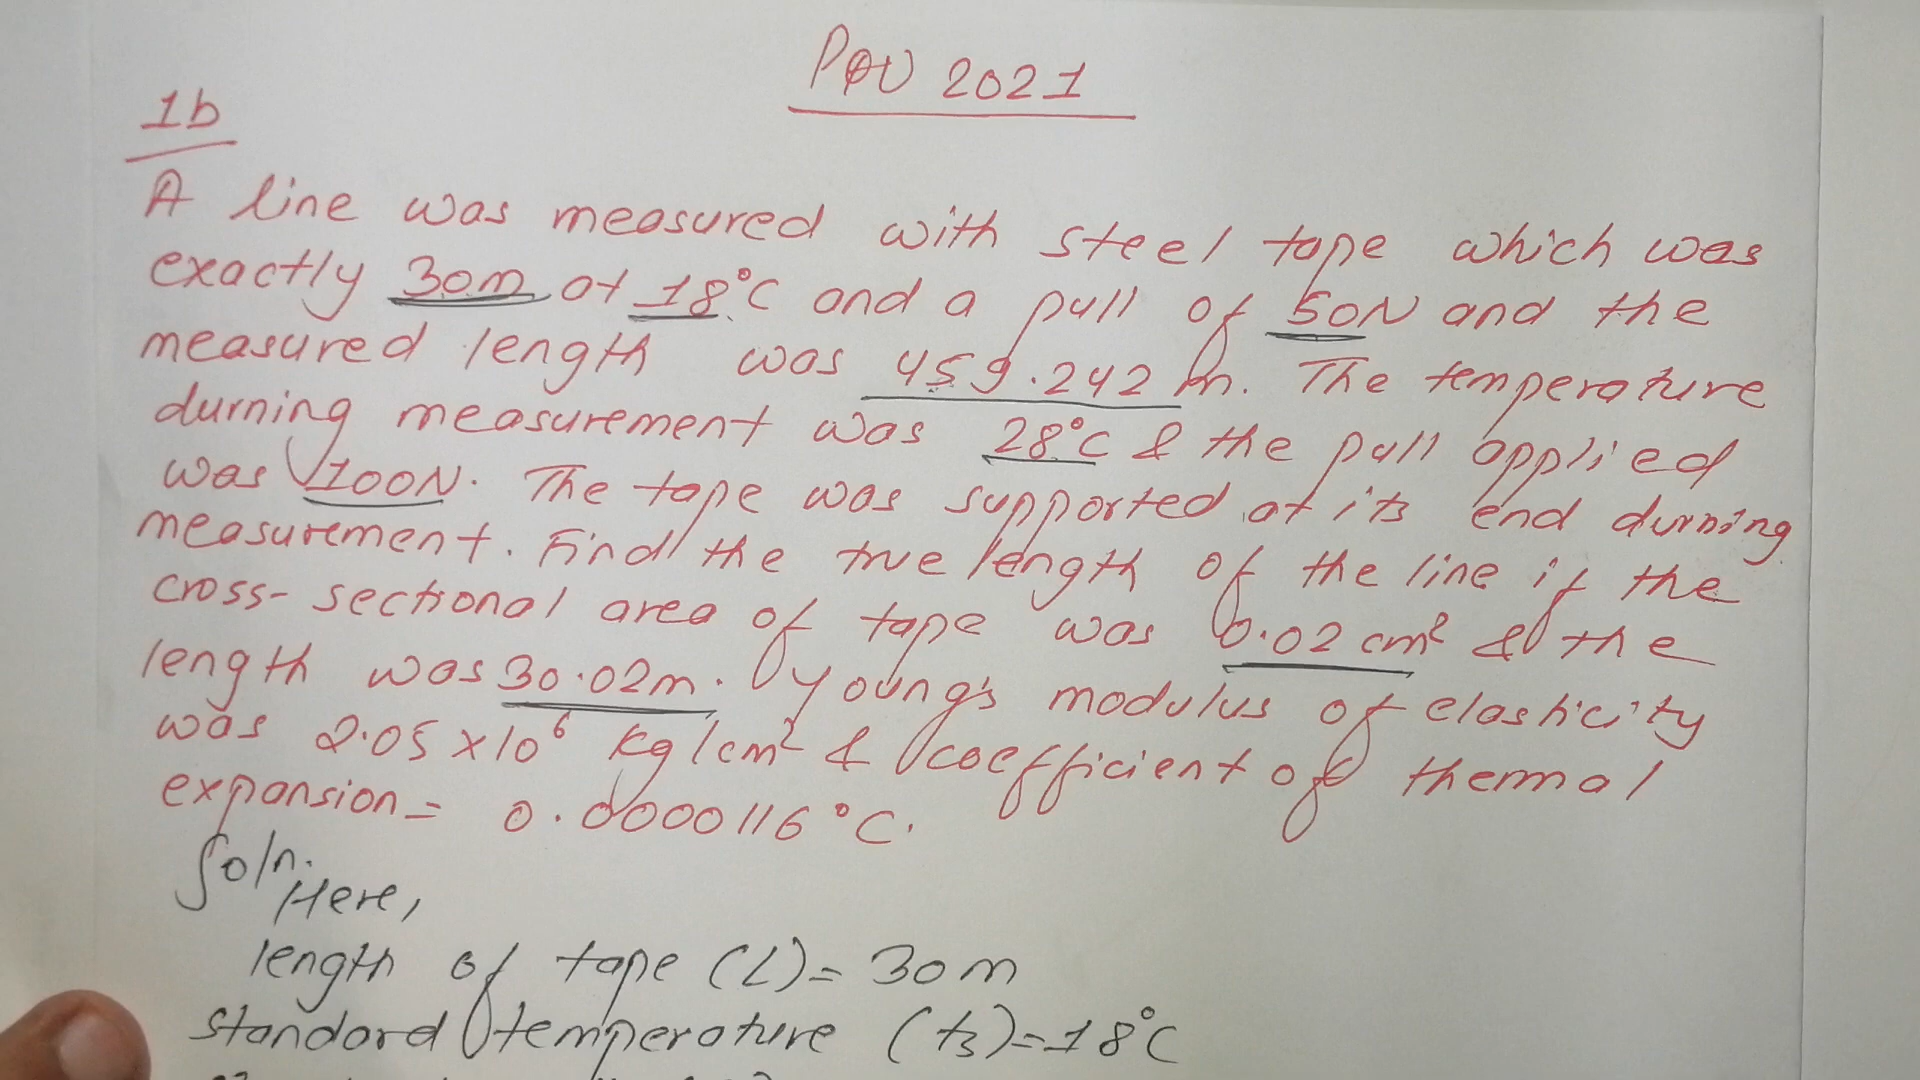 POU 2021
1b
A line was measured with steel tape which was
exactly 30m at 18°C and a pull of 50N and the
measured length was 459.242 m. The temperature
durning measurement was 28°C & the pull applied
was 100N. The tape was supported at its end durning
measurement. Find the true length of the line if the
cross-sectional area of tape was 0.02 cm² & the
length was 30.02m. Young's modulus of elasticity
was 2.05 x 10⁶ kg/cm² & coefficient of thermal
expansion = 0.0000116°C.
Soln.
Here,
length of tape (L) = 30m
standard temperature (ts) = 18°C